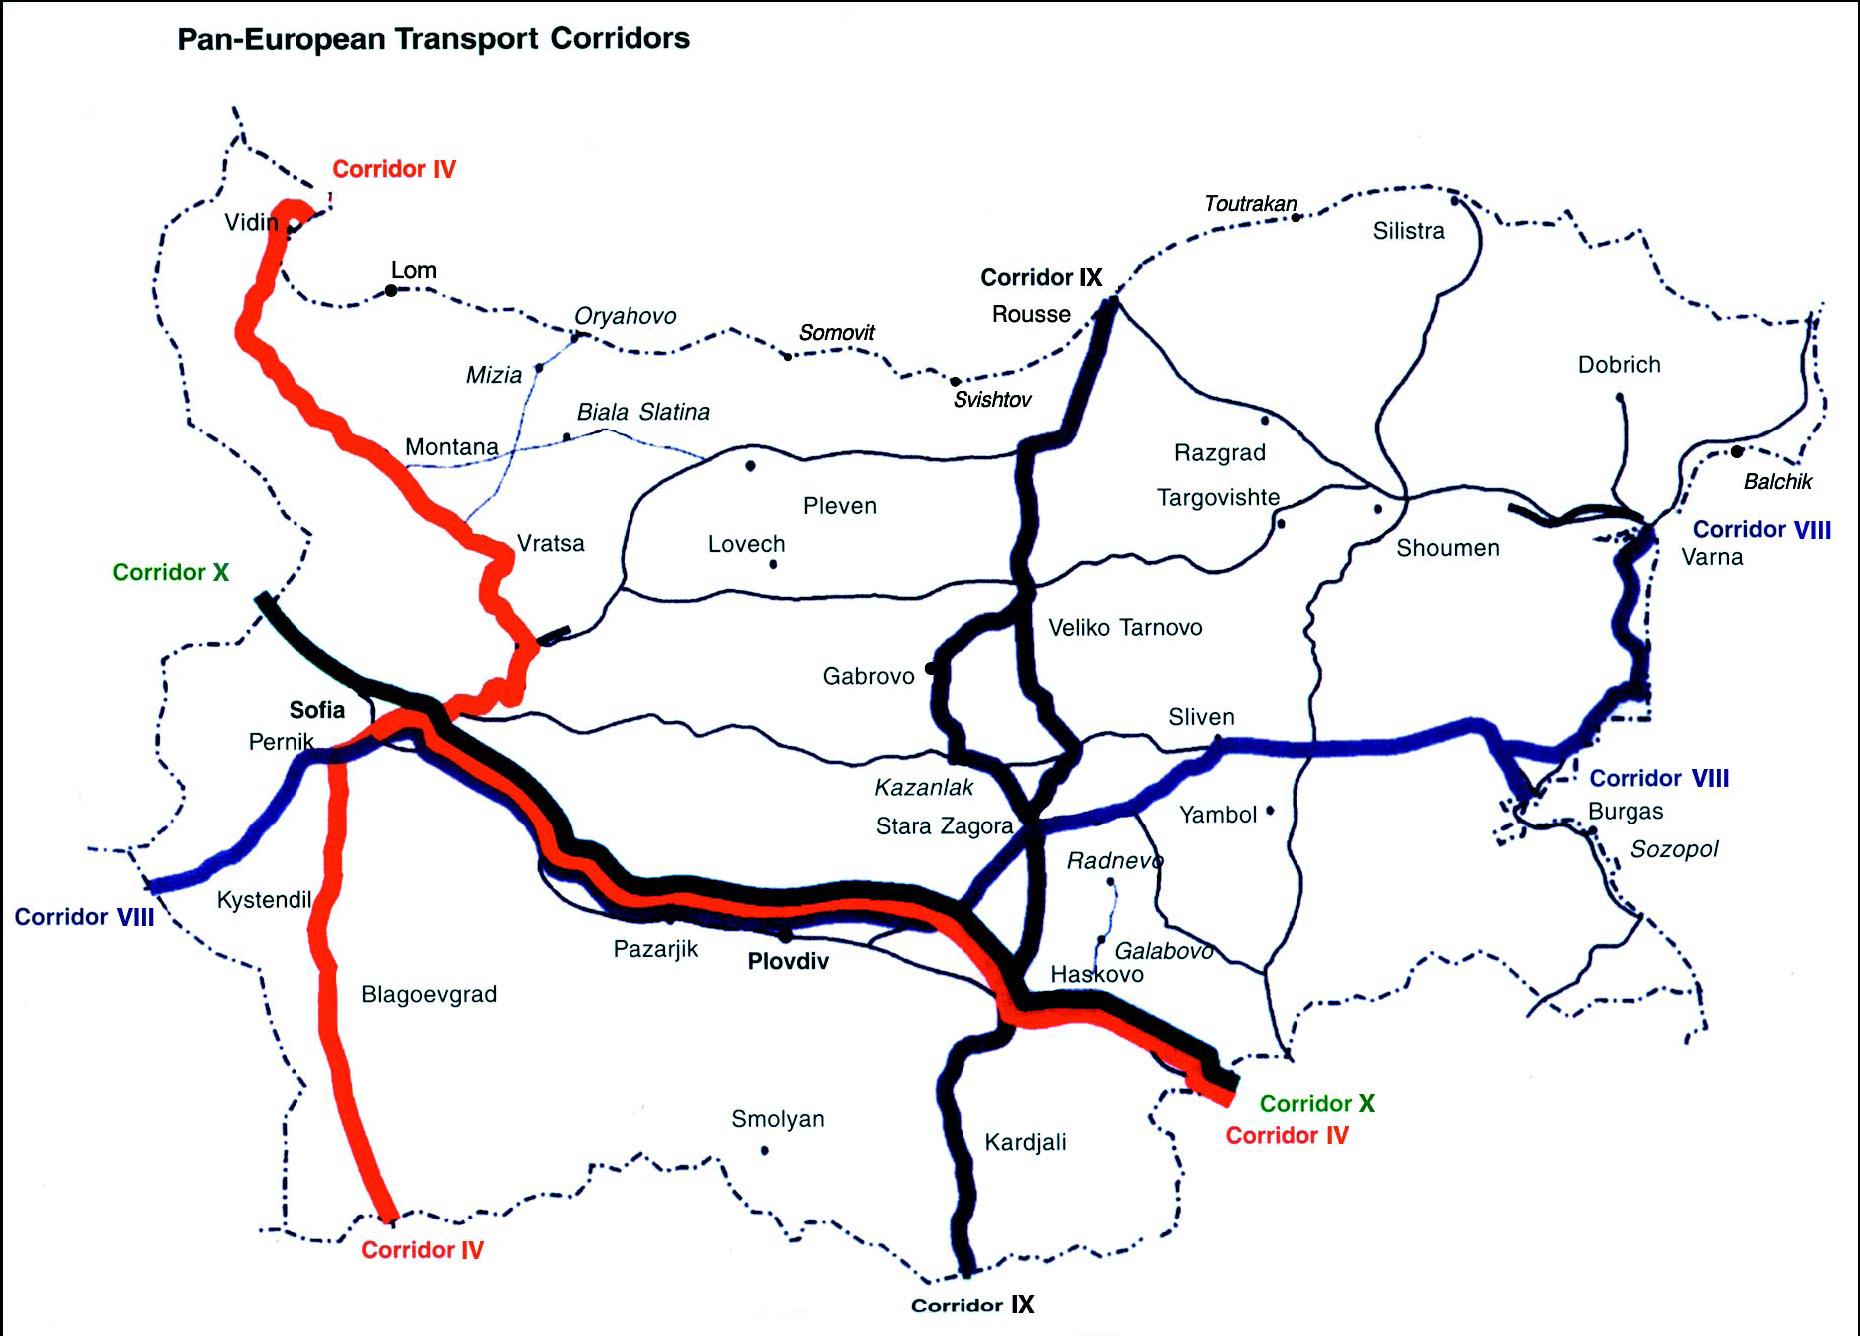 Pan-European Transport Corridors
Corridor IV
Vidin
Toutrakan
Silistra
Lom
Corridor IX
Rousse
Oryahovo
Somovit
Mizia
Dobrich
Svishtov
Biala Slatina
Montana
Razgrad
Balchik
Targovishte
Pleven
Corridor VIII
Vratsa
Lovech
Shoumen
Varna
Corridor X
Veliko Tarnovo
Gabrovo
Sofia
Sliven
Pernik
Corridor VIII
Kazanlak
Burgas
Yambol
Stara Zagora
Sozopol
Radnevo
Kystendil
Corridor VIII
Pazarjik
Galabovo
Plovdiv
Haskovo
Blagoevgrad
Corridor X
Smolyan
Corridor IV
Kardjali
Corridor IV
Corridor IX